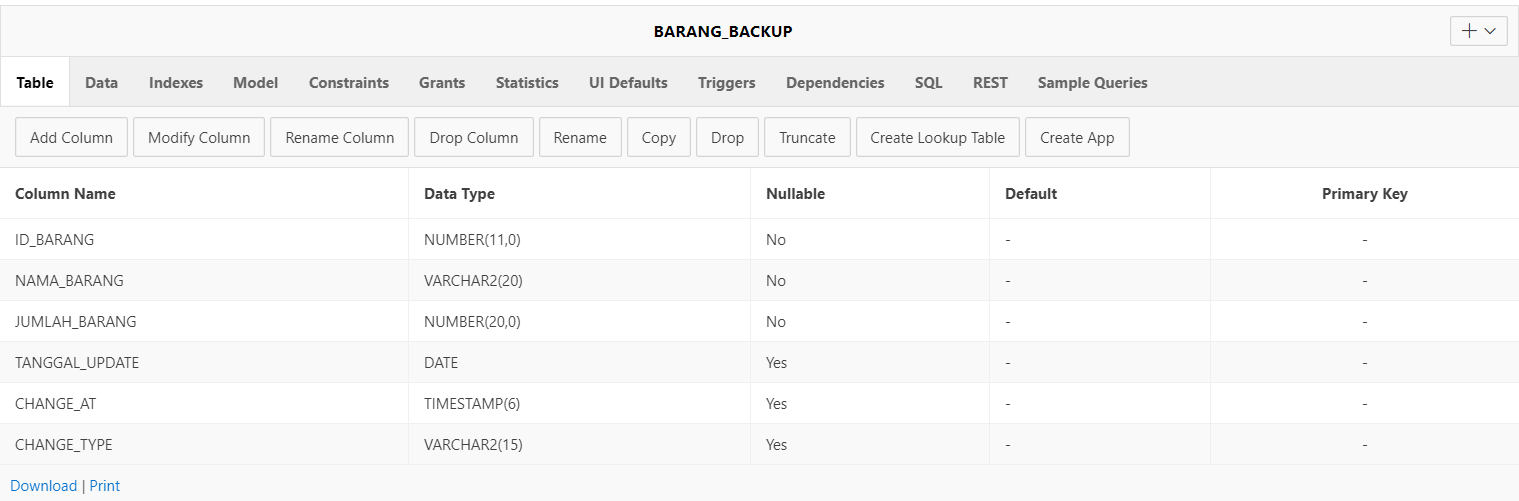 BARANG_BACKUP
Table Data Indexes Model Constraints Grants Statistics UI Defaults Triggers Dependencies SQL REST Sample Queries
Add Column Modify Column Rename Column Drop Column Rename Copy Drop Truncate Create Lookup Table Create App
Column Name Data Type Nullable Default Primary Key
ID_BARANG NUMBER(11,0) No - -
NAMA_BARANG VARCHAR2(20) No - -
JUMLAH_BARANG NUMBER(20,0) No - -
TANGGAL_UPDATE DATE Yes - -
CHANGE_AT TIMESTAMP(6) Yes - -
CHANGE_TYPE VARCHAR2(15) Yes - -
Download | Print